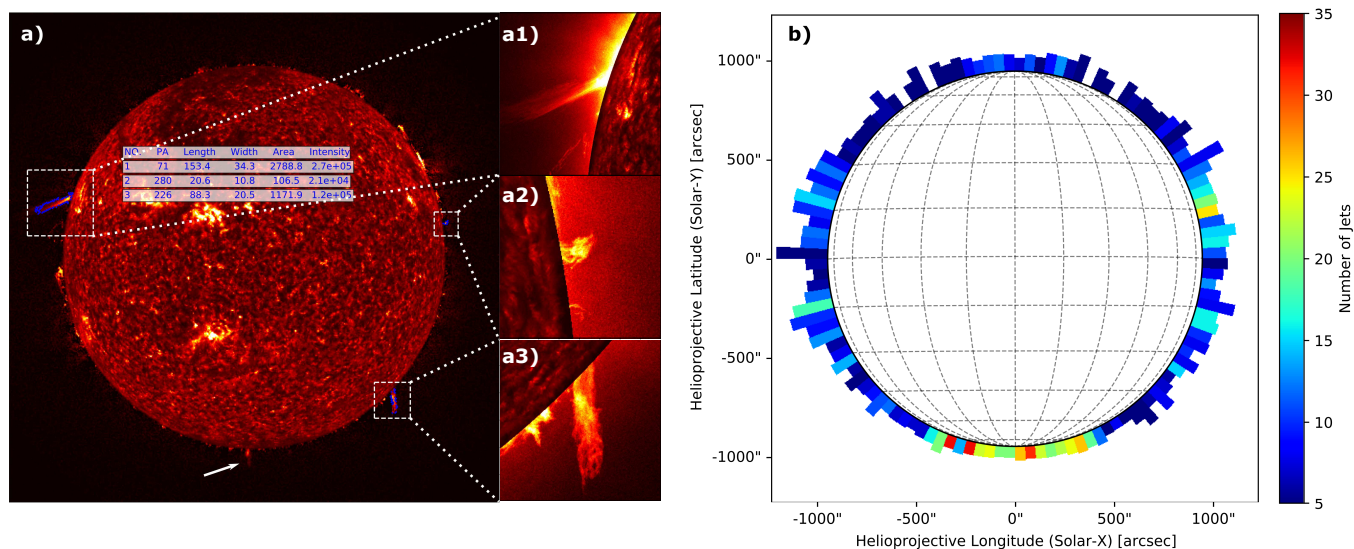 a)
NO. PA Length Width Area Intensity
1 71 153.4 34.3 2788.8 2.7e+05
2 280 20.6 10.8 106.5 2.1e+04
3 226 88.3 20.5 1171.9 1.2e+05
a1)
a2)
a3)
b)
Helioprojective Latitude (Solar-Y) [arcsec]
1000"
500"
0"
-500"
-1000"
-1000" -500" 0" 500" 1000"
Helioprojective Longitude (Solar-X) [arcsec]
35
30
25
20
15
10
5
Number of Jets